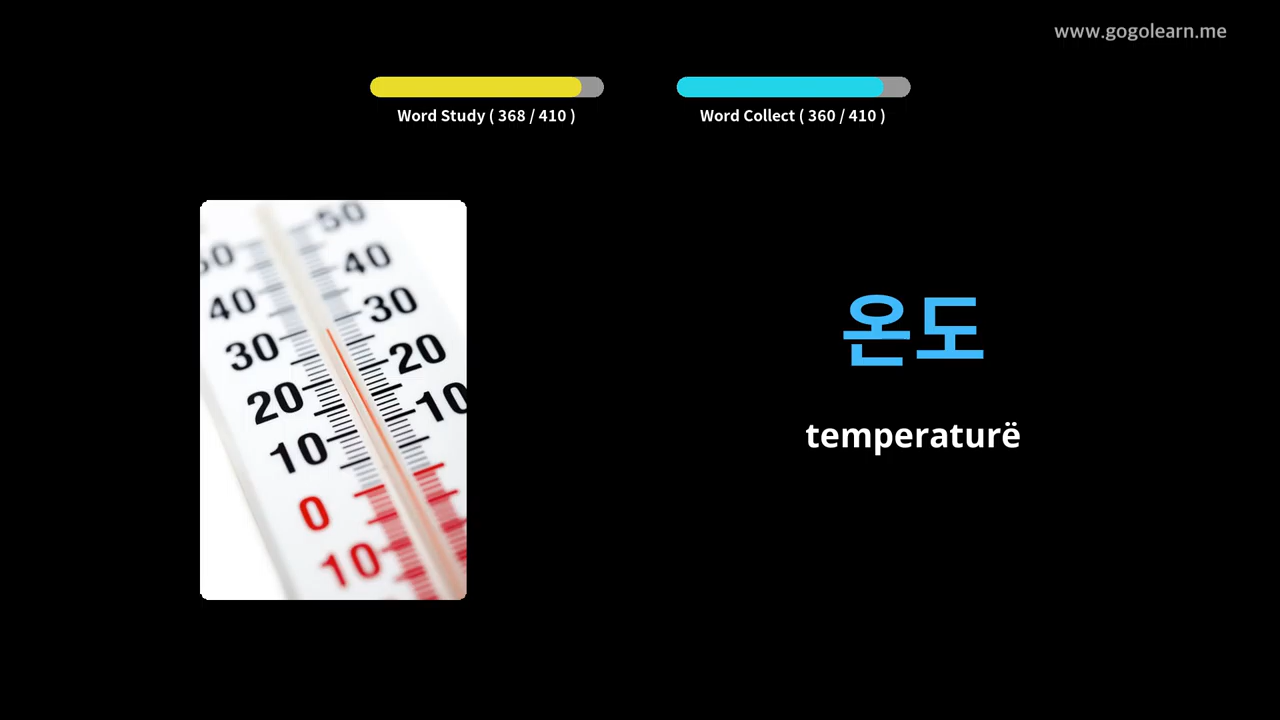 www.gogolearn.me
Word Study ( 368 / 410 )
Word Collect ( 360 / 410 )
50
50
40
40
30
30
20
20
10
10
0
10
온도
temperaturë